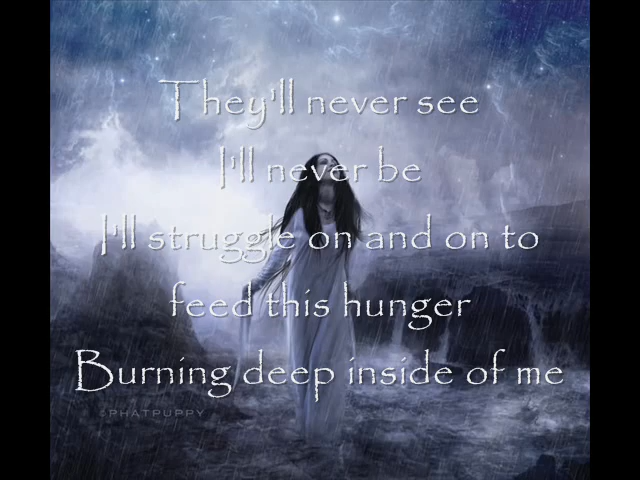 They'll never see
I'll never be
I'll struggle on and on to
feed this hunger
Burning deep inside of me
©PHATPUPPY